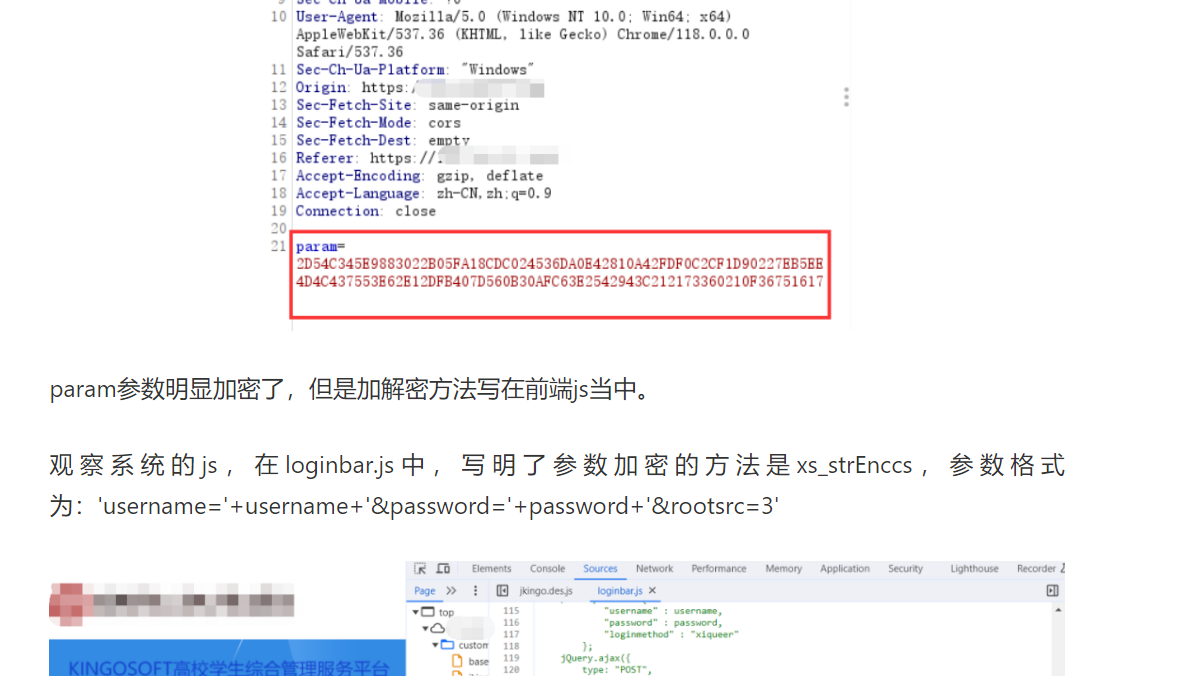 10 User-Agent: Mozilla/5.0 (Windows NT 10.0; Win64; x64)
AppleWebKit/537.36 (KHTML, like Gecko) Chrome/118.0.0.0
Safari/537.36
11 Sec-Ch-Ua-Platform: "Windows"
12 Origin: https:/
13 Sec-Fetch-Site: same-origin
14 Sec-Fetch-Mode: cors
15 Sec-Fetch-Dest: empty
16 Referer: https://
17 Accept-Encoding: gzip, deflate
18 Accept-Language: zh-CN,zh;q=0.9
19 Connection: close
20
21 param=
2D54C345E9883022B05FA18CDC024536DA0E42810A42FDF0C2CF1D90227EB5EE
4D4C437553E62E12DFB407D560B30AFC63E2542943C212173360210F36751617
param参数明显加密了，但是加解密方法写在前端js当中。
观察系统的js，在loginbar.js中，写明了参数加密的方法是xs_strEnccs，参数格式
为：'username='+username+'&password='+password+'&rootsrc=3'
Elements Console Sources Network Performance Memory Application Security Lighthouse Recorder
Page jkingo.des.js loginbar.js
top
custom
base
115 "username" : username,
116 "password" : password,
117 "loginmethod" : "xiqueer"
118 };
119 jQuery.ajax({
120 type: "POST",
KINGOSOFT高校学生综合管理服务平台